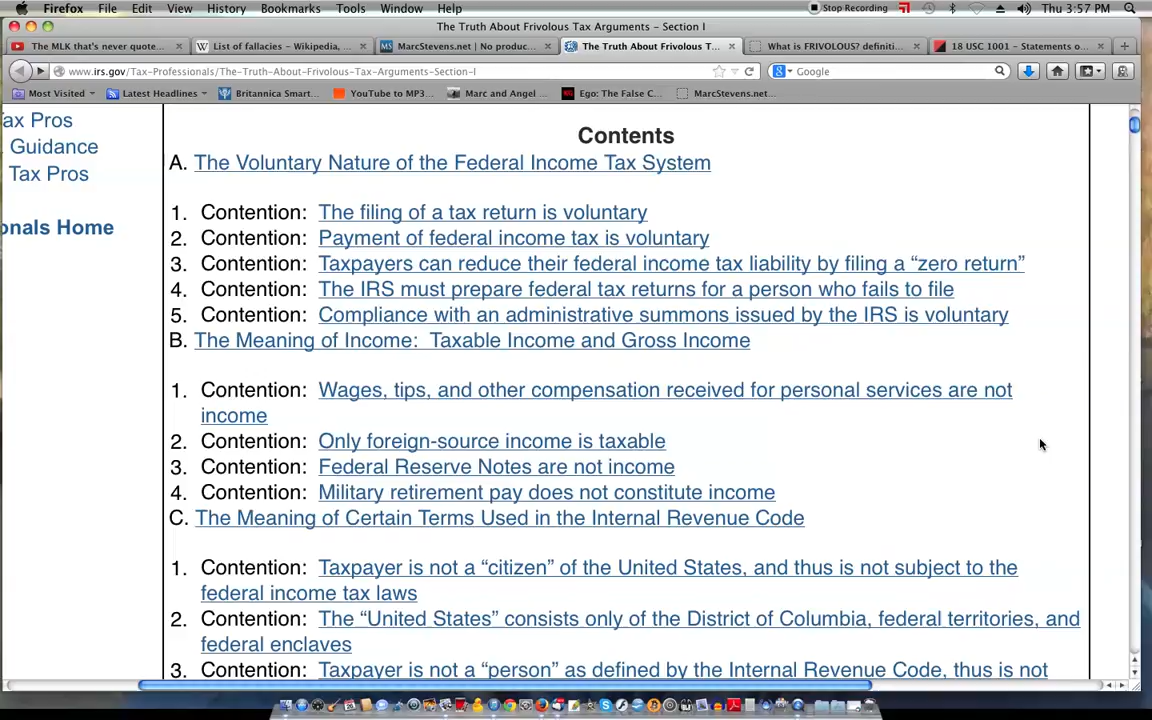 Firefox File Edit View History Bookmarks Tools Window Help Stop Recording Thu 3:57 PM
The Truth About Frivolous Tax Arguments – Section I
The MLK that's never quote... List of fallacies – Wikipedia, ... MarcStevens.net | No produc... The Truth About Frivolous T... What is FRIVOLOUS? definiti... 18 USC 1001 – Statements o...
www.irs.gov/Tax-Professionals/The-Truth-About-Frivolous-Tax-Arguments-Section-I Google
Most Visited Latest Headlines Britannica Smart... YouTube to MP3... Marc and Angel ... Ego: The False C... MarcStevens.net...
ax Pros
Guidance
Tax Pros
onals Home
Contents
A. The Voluntary Nature of the Federal Income Tax System
1. Contention: The filing of a tax return is voluntary
2. Contention: Payment of federal income tax is voluntary
3. Contention: Taxpayers can reduce their federal income tax liability by filing a “zero return”
4. Contention: The IRS must prepare federal tax returns for a person who fails to file
5. Contention: Compliance with an administrative summons issued by the IRS is voluntary
B. The Meaning of Income: Taxable Income and Gross Income
1. Contention: Wages, tips, and other compensation received for personal services are not
income
2. Contention: Only foreign-source income is taxable
3. Contention: Federal Reserve Notes are not income
4. Contention: Military retirement pay does not constitute income
C. The Meaning of Certain Terms Used in the Internal Revenue Code
1. Contention: Taxpayer is not a “citizen” of the United States, and thus is not subject to the
federal income tax laws
2. Contention: The “United States” consists only of the District of Columbia, federal territories, and
federal enclaves
3. Contention: Taxpayer is not a “person” as defined by the Internal Revenue Code, thus is not